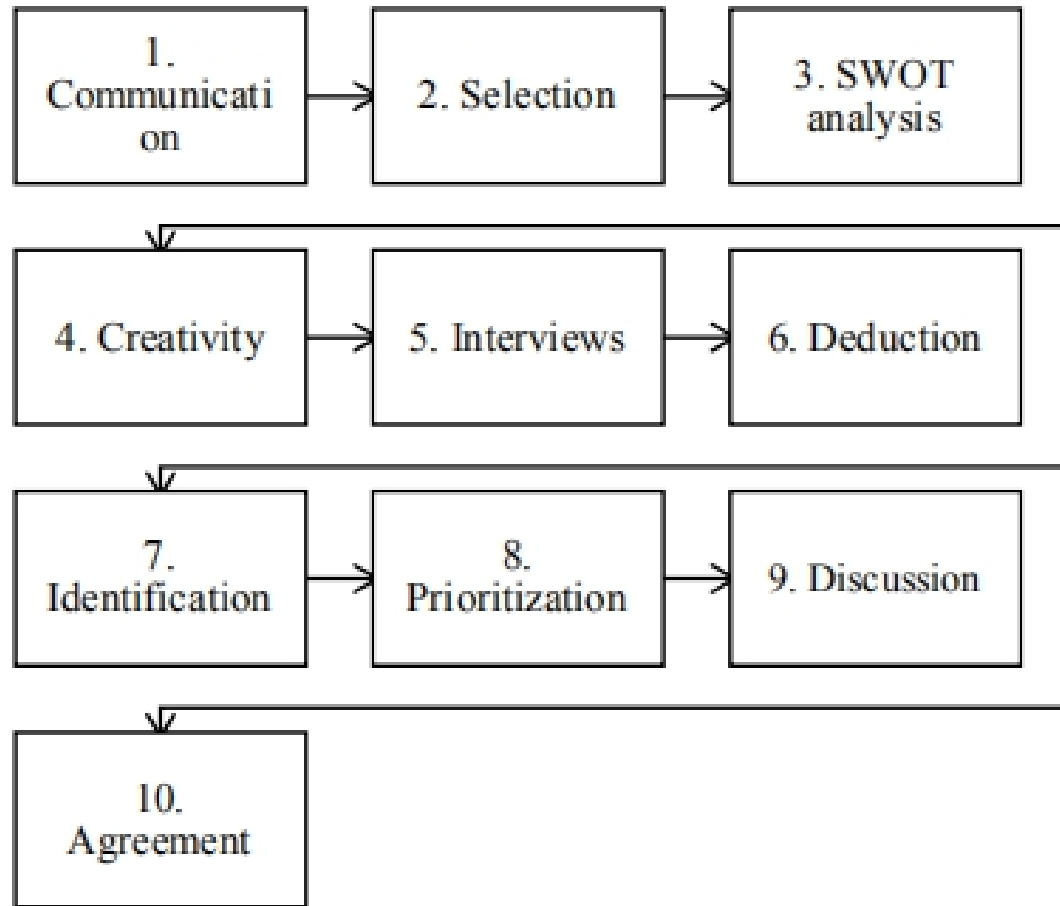 1.
Communicati
on
2. Selection
3. SWOT
analysis
4. Creativity
5. Interviews
6. Deduction
7.
Identification
8.
Prioritization
9. Discussion
10.
Agreement